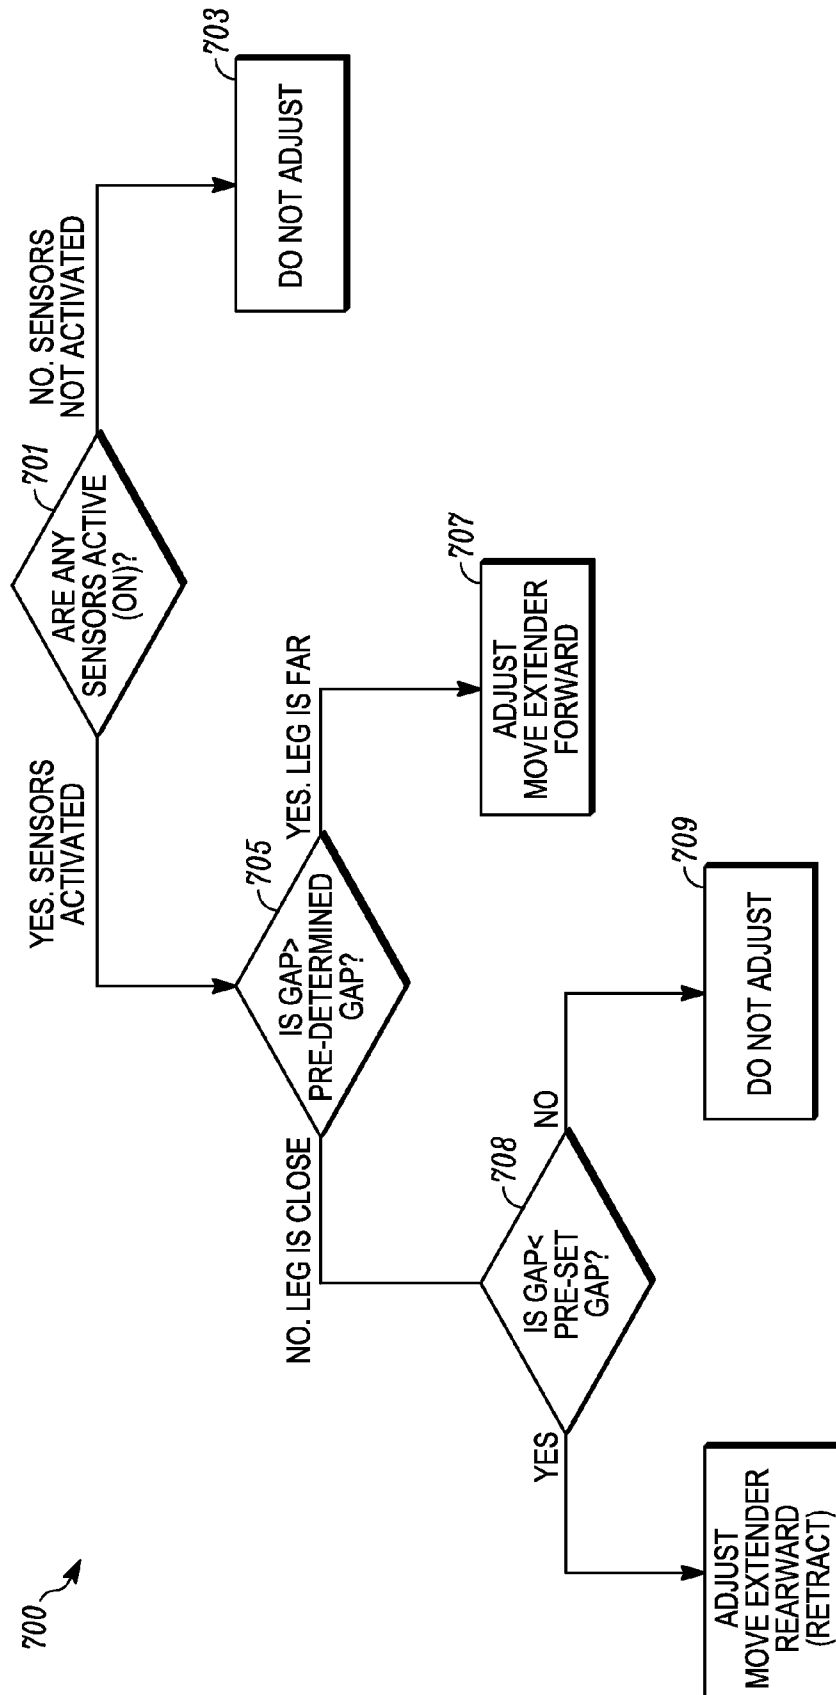 700
ARE ANY
SENSORS ACTIVE
(ON)?
701
YES. SENSORS
ACTIVATED
NO. SENSORS
NOT ACTIVATED
DO NOT ADJUST
703
IS GAP>
PRE-DETERMINED
GAP?
705
NO. LEG IS CLOSE
YES. LEG IS FAR
ADJUST
MOVE EXTENDER
FORWARD
707
IS GAP<
PRE-SET
GAP?
708
YES
NO
ADJUST
MOVE EXTENDER
REARWARD
(RETRACT)
DO NOT ADJUST
709